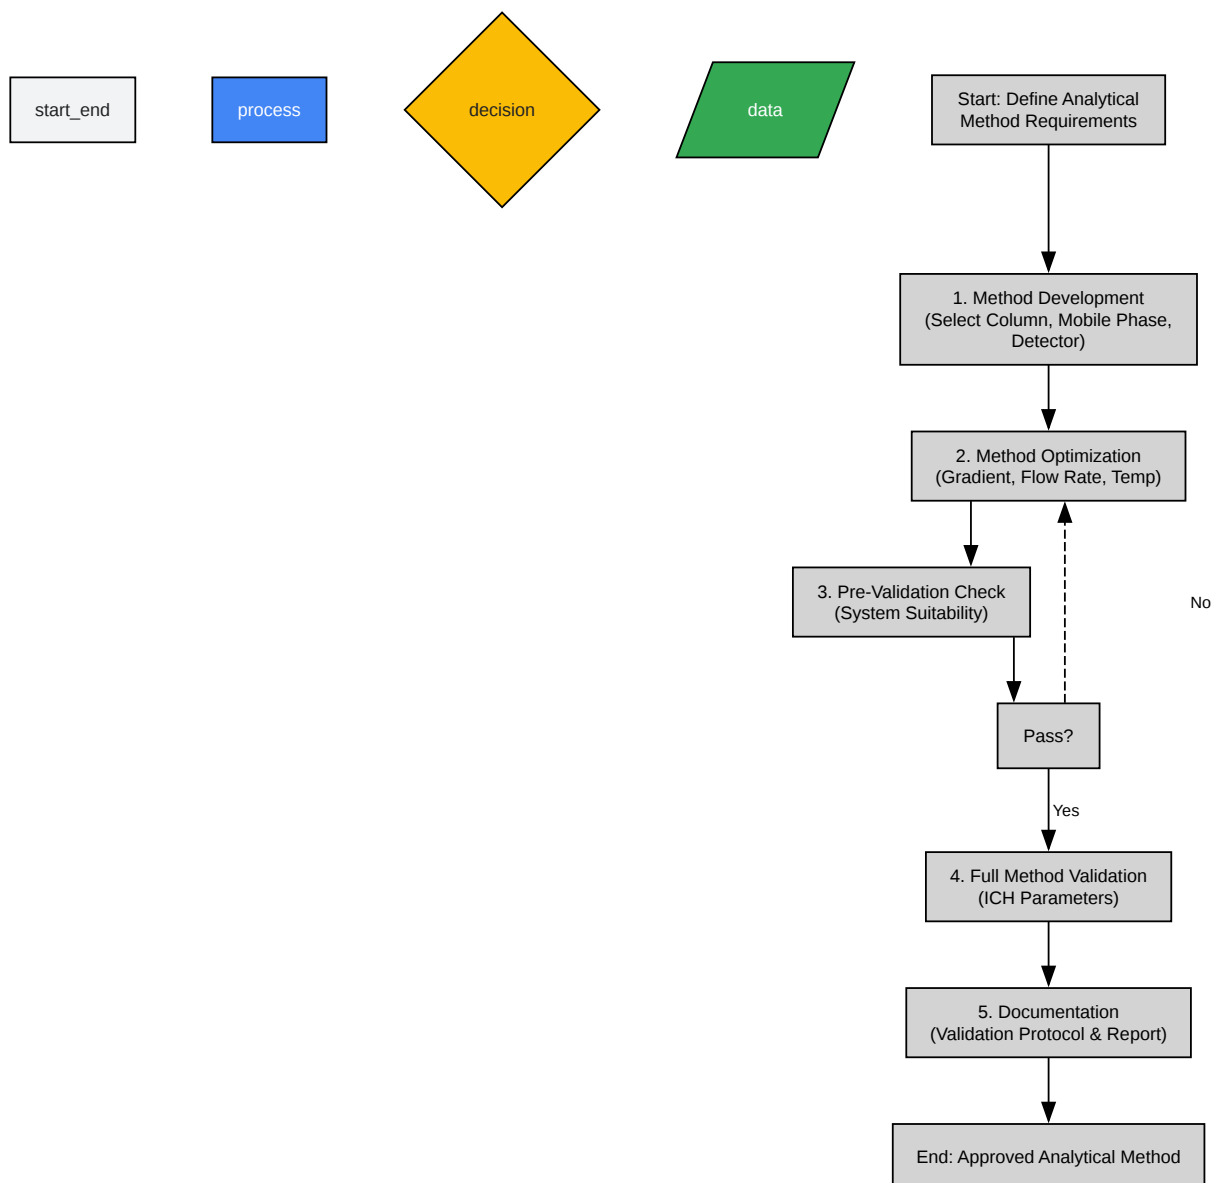 start_end
process
decision
data
Start: Define Analytical
Method Requirements
1. Method Development
(Select Column, Mobile Phase,
Detector)
2. Method Optimization
(Gradient, Flow Rate, Temp)
3. Pre-Validation Check
(System Suitability)
No
Pass?
Yes
4. Full Method Validation
(ICH Parameters)
5. Documentation
(Validation Protocol & Report)
End: Approved Analytical Method